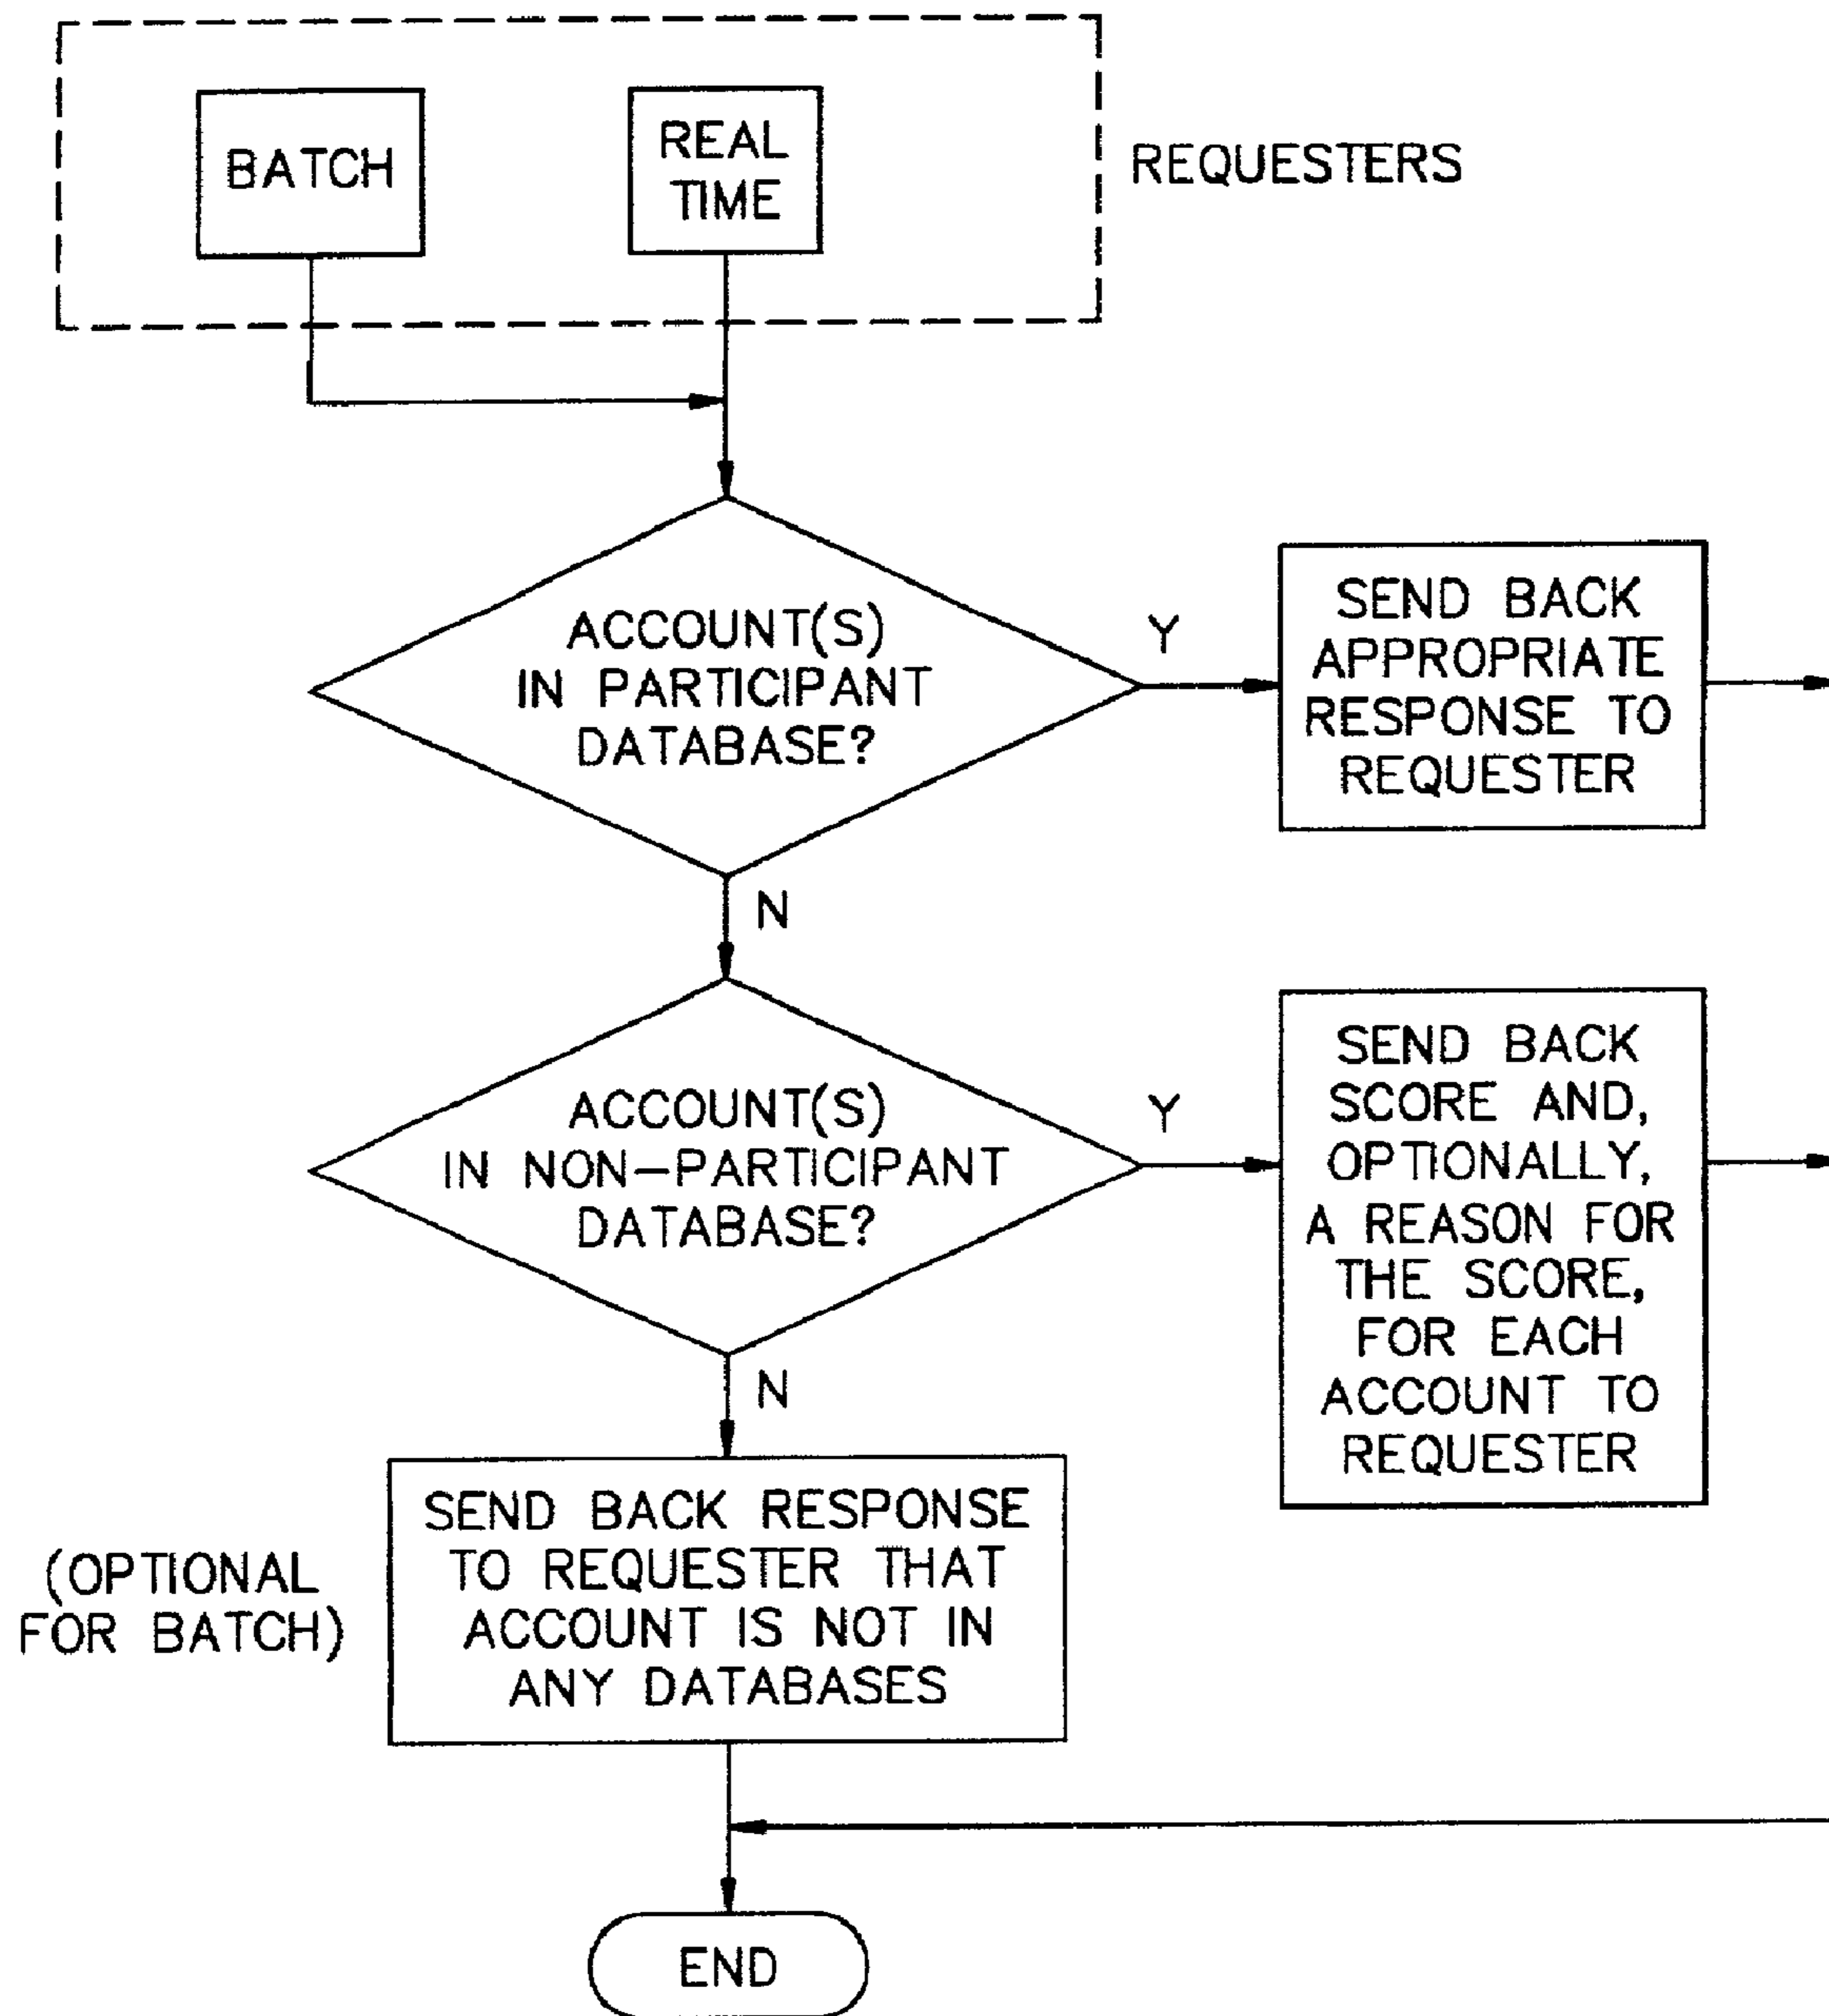 BATCH
REAL
TIME
REQUESTERS
ACCOUNT(S)
IN PARTICIPANT
DATABASE?
Y
SEND BACK
APPROPRIATE
RESPONSE TO
REQUESTER
N
ACCOUNT(S)
IN NON-PARTICIPANT
DATABASE?
Y
SEND BACK
SCORE AND,
OPTIONALLY,
A REASON FOR
THE SCORE,
FOR EACH
ACCOUNT TO
REQUESTER
N
(OPTIONAL
FOR BATCH)
SEND BACK RESPONSE
TO REQUESTER THAT
ACCOUNT IS NOT IN
ANY DATABASES
END